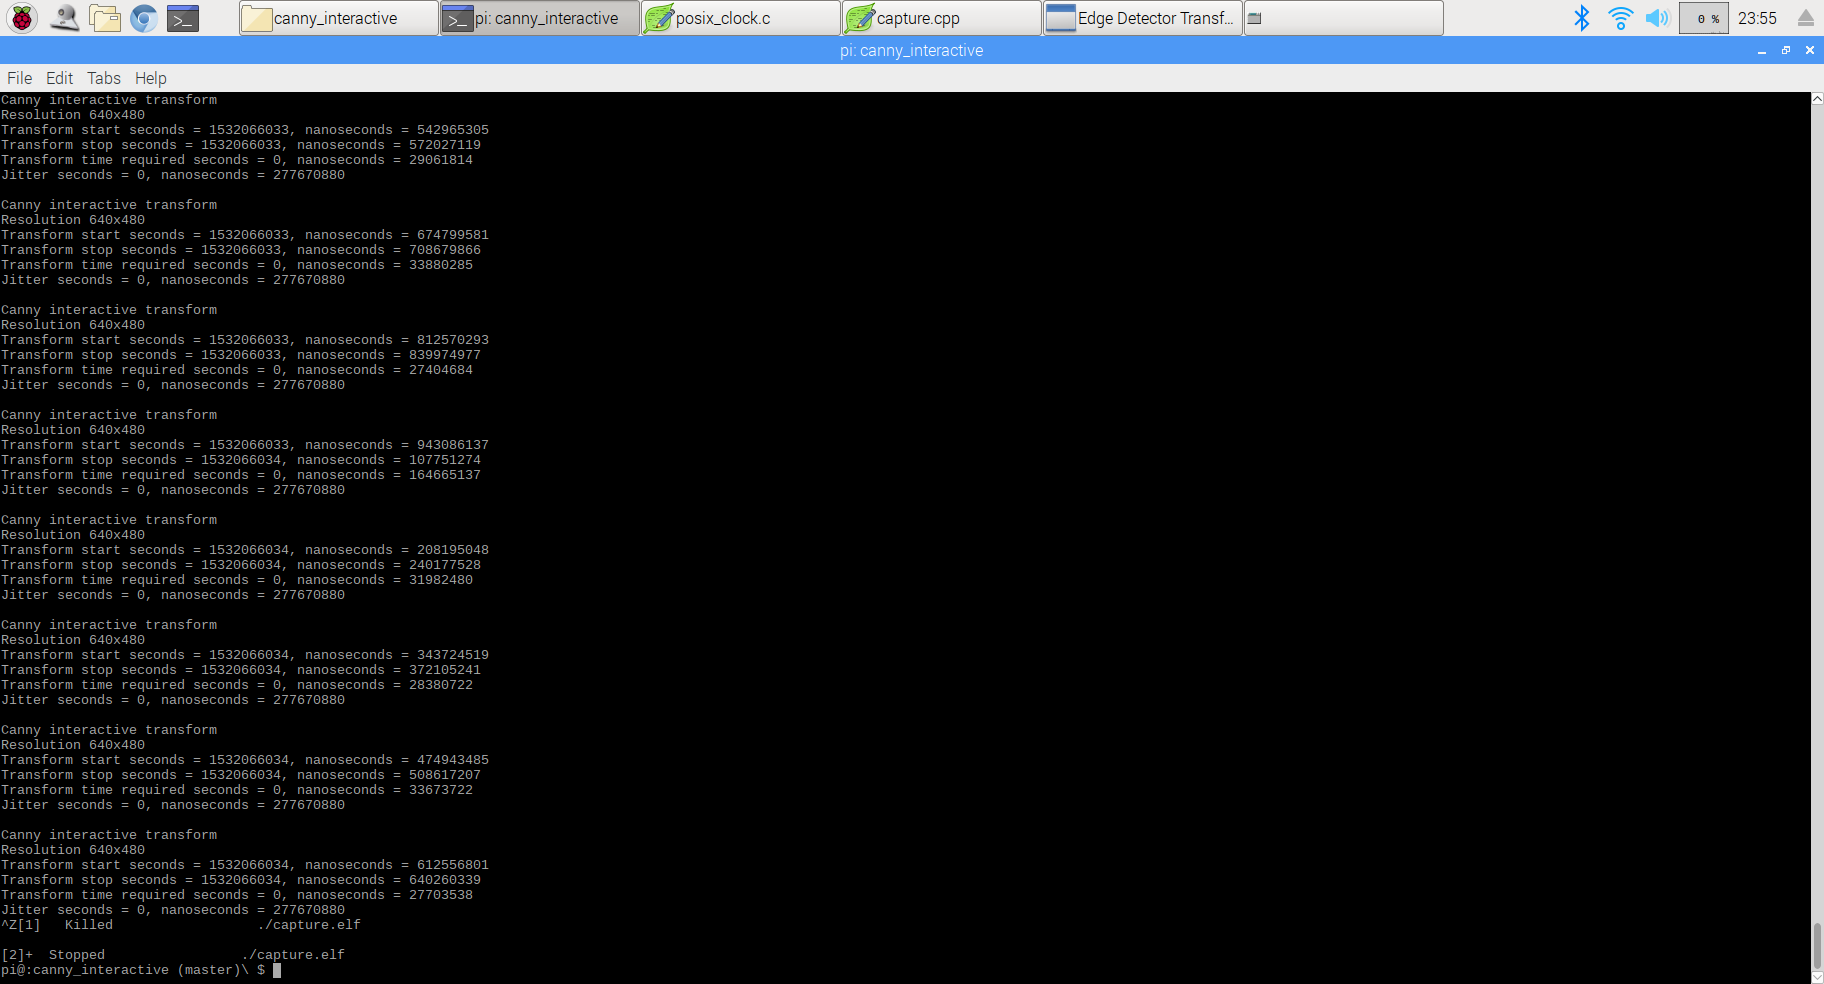 canny_interactive
pi: canny_interactive
posix_clock.c
capture.cpp
Edge Detector Transf...
0 %
23:55
pi: canny_interactive
File Edit Tabs Help
Canny interactive transform
Resolution 640x480
Transform start seconds = 1532066033, nanoseconds = 542965305
Transform stop seconds = 1532066033, nanoseconds = 572027119
Transform time required seconds = 0, nanoseconds = 29061814
Jitter seconds = 0, nanoseconds = 277670880
Canny interactive transform
Resolution 640x480
Transform start seconds = 1532066033, nanoseconds = 674799581
Transform stop seconds = 1532066033, nanoseconds = 708679866
Transform time required seconds = 0, nanoseconds = 33880285
Jitter seconds = 0, nanoseconds = 277670880
Canny interactive transform
Resolution 640x480
Transform start seconds = 1532066033, nanoseconds = 812570293
Transform stop seconds = 1532066033, nanoseconds = 839974977
Transform time required seconds = 0, nanoseconds = 27404684
Jitter seconds = 0, nanoseconds = 277670880
Canny interactive transform
Resolution 640x480
Transform start seconds = 1532066033, nanoseconds = 943086137
Transform stop seconds = 1532066034, nanoseconds = 107751274
Transform time required seconds = 0, nanoseconds = 164665137
Jitter seconds = 0, nanoseconds = 277670880
Canny interactive transform
Resolution 640x480
Transform start seconds = 1532066034, nanoseconds = 208195048
Transform stop seconds = 1532066034, nanoseconds = 240177528
Transform time required seconds = 0, nanoseconds = 31982480
Jitter seconds = 0, nanoseconds = 277670880
Canny interactive transform
Resolution 640x480
Transform start seconds = 1532066034, nanoseconds = 343724519
Transform stop seconds = 1532066034, nanoseconds = 372105241
Transform time required seconds = 0, nanoseconds = 28380722
Jitter seconds = 0, nanoseconds = 277670880
Canny interactive transform
Resolution 640x480
Transform start seconds = 1532066034, nanoseconds = 474943485
Transform stop seconds = 1532066034, nanoseconds = 508617207
Transform time required seconds = 0, nanoseconds = 33673722
Jitter seconds = 0, nanoseconds = 277670880
Canny interactive transform
Resolution 640x480
Transform start seconds = 1532066034, nanoseconds = 612556801
Transform stop seconds = 1532066034, nanoseconds = 640260339
Transform time required seconds = 0, nanoseconds = 27703538
Jitter seconds = 0, nanoseconds = 277670880
^Z[1]   Killed                  ./capture.elf
[2]+  Stopped                 ./capture.elf
pi@:canny_interactive (master)\ $